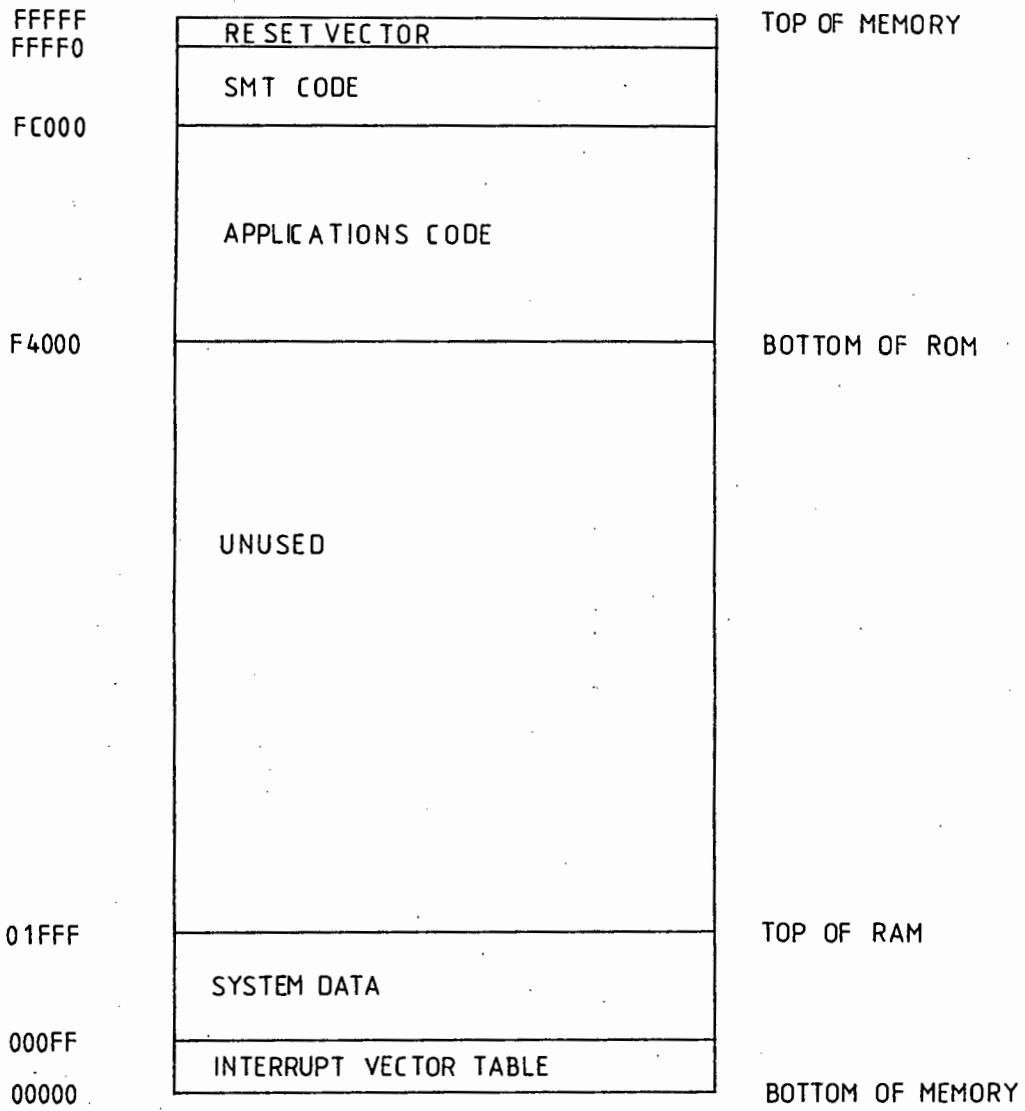 FFFFF
RESET VECTOR
TOP OF MEMORY
FFFF0
SMT CODE
FC000
APPLICATIONS CODE
F4000
BOTTOM OF ROM
UNUSED
01FFF
TOP OF RAM
SYSTEM DATA
000FF
INTERRUPT VECTOR TABLE
00000
BOTTOM OF MEMORY